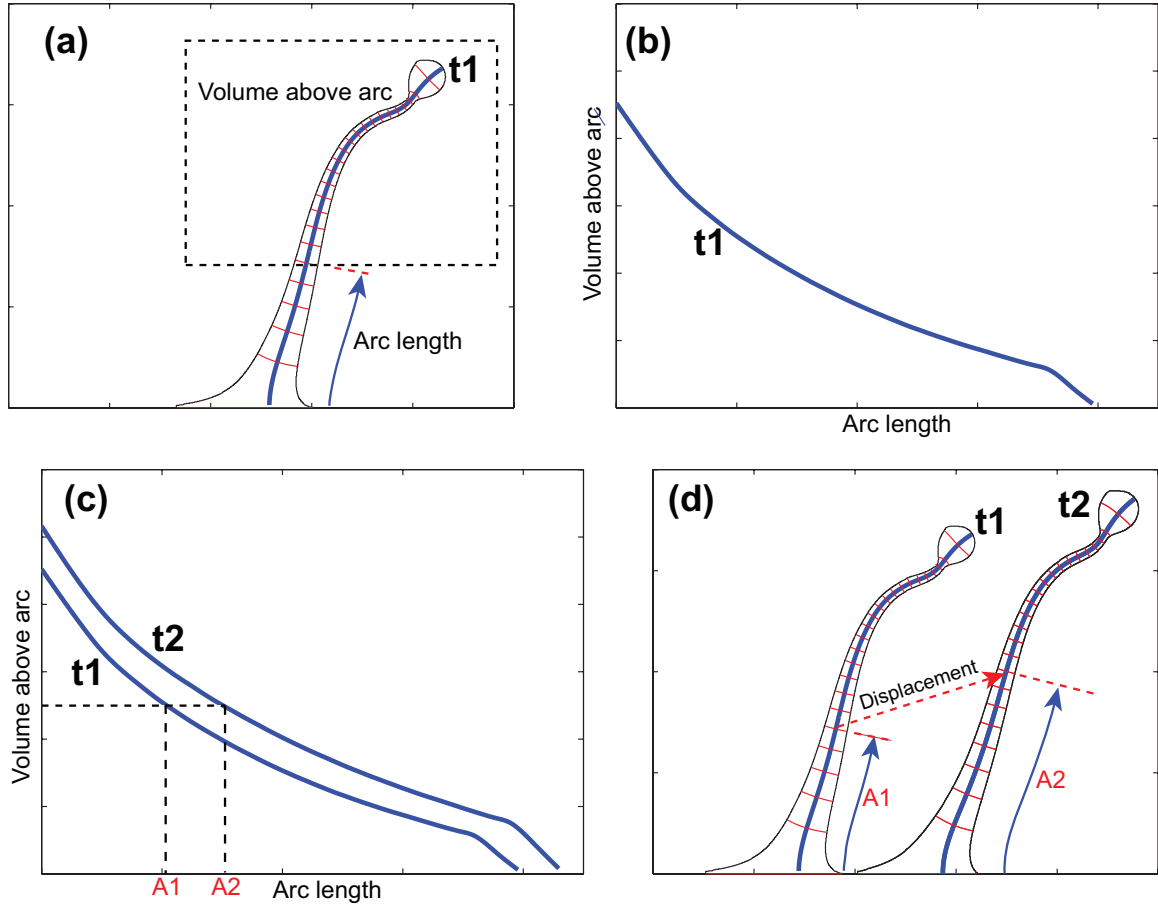 (a)
t1
Volume above arc
Arc length
(b)
Volume above arc
t1
Arc length
(c)
t2
t1
Volume above arc
A1
A2
Arc length
(d)
t2
t1
Displacement
A1
A2